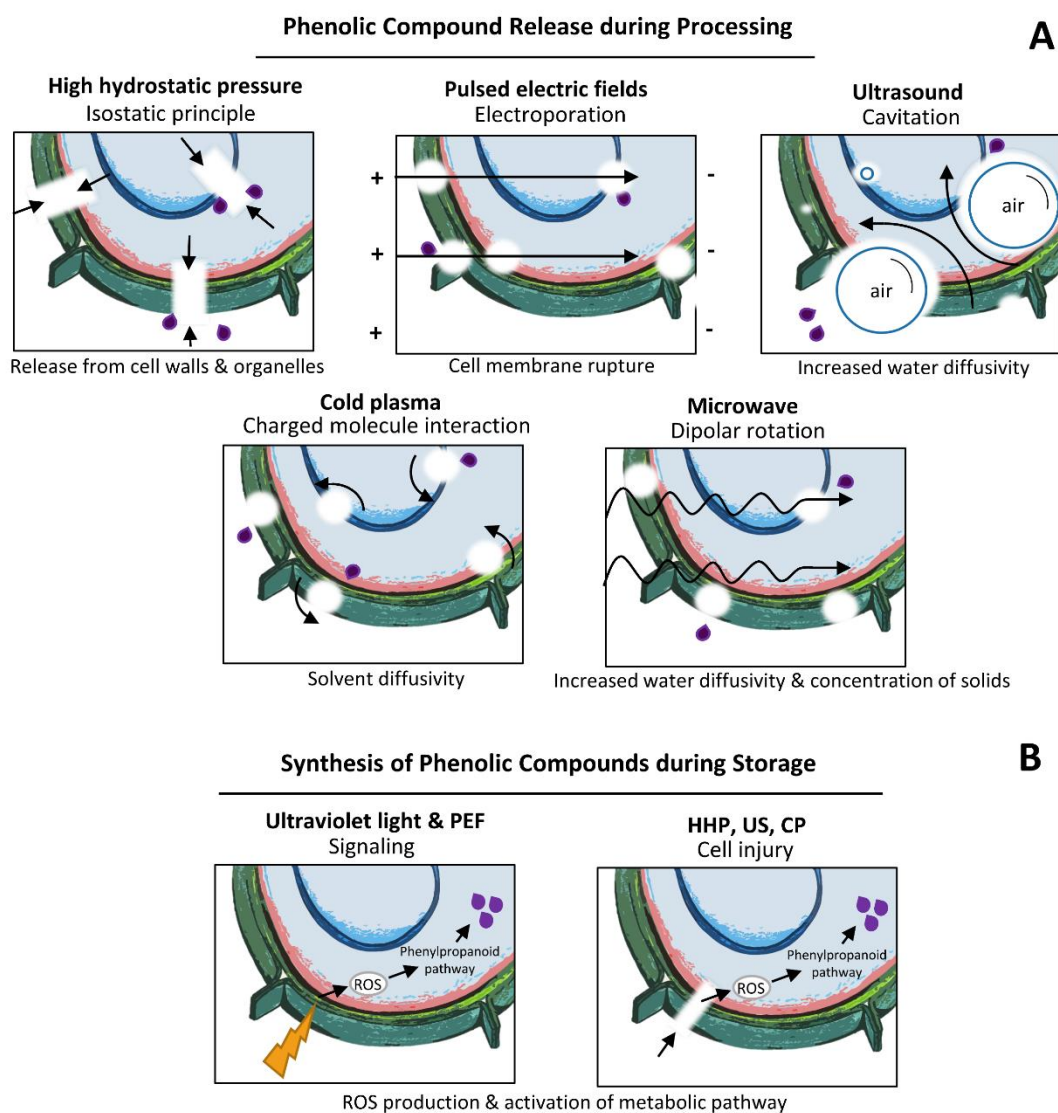 Phenolic Compound Release during Processing
A
High hydrostatic pressure
Isostatic principle
Release from cell walls & organelles
Pulsed electric fields
Electroporation
+
-
+
-
+
-
Cell membrane rupture
Ultrasound
Cavitation
air
air
Increased water diffusivity
Cold plasma
Charged molecule interaction
Solvent diffusivity
Microwave
Dipolar rotation
Increased water diffusivity & concentration of solids
B
Synthesis of Phenolic Compounds during Storage
Ultraviolet light & PEF
Signaling
Phenylpropanoid
pathway
ROS
HHP, US, CP
Cell injury
Phenylpropanoid
pathway
ROS
ROS production & activation of metabolic pathway